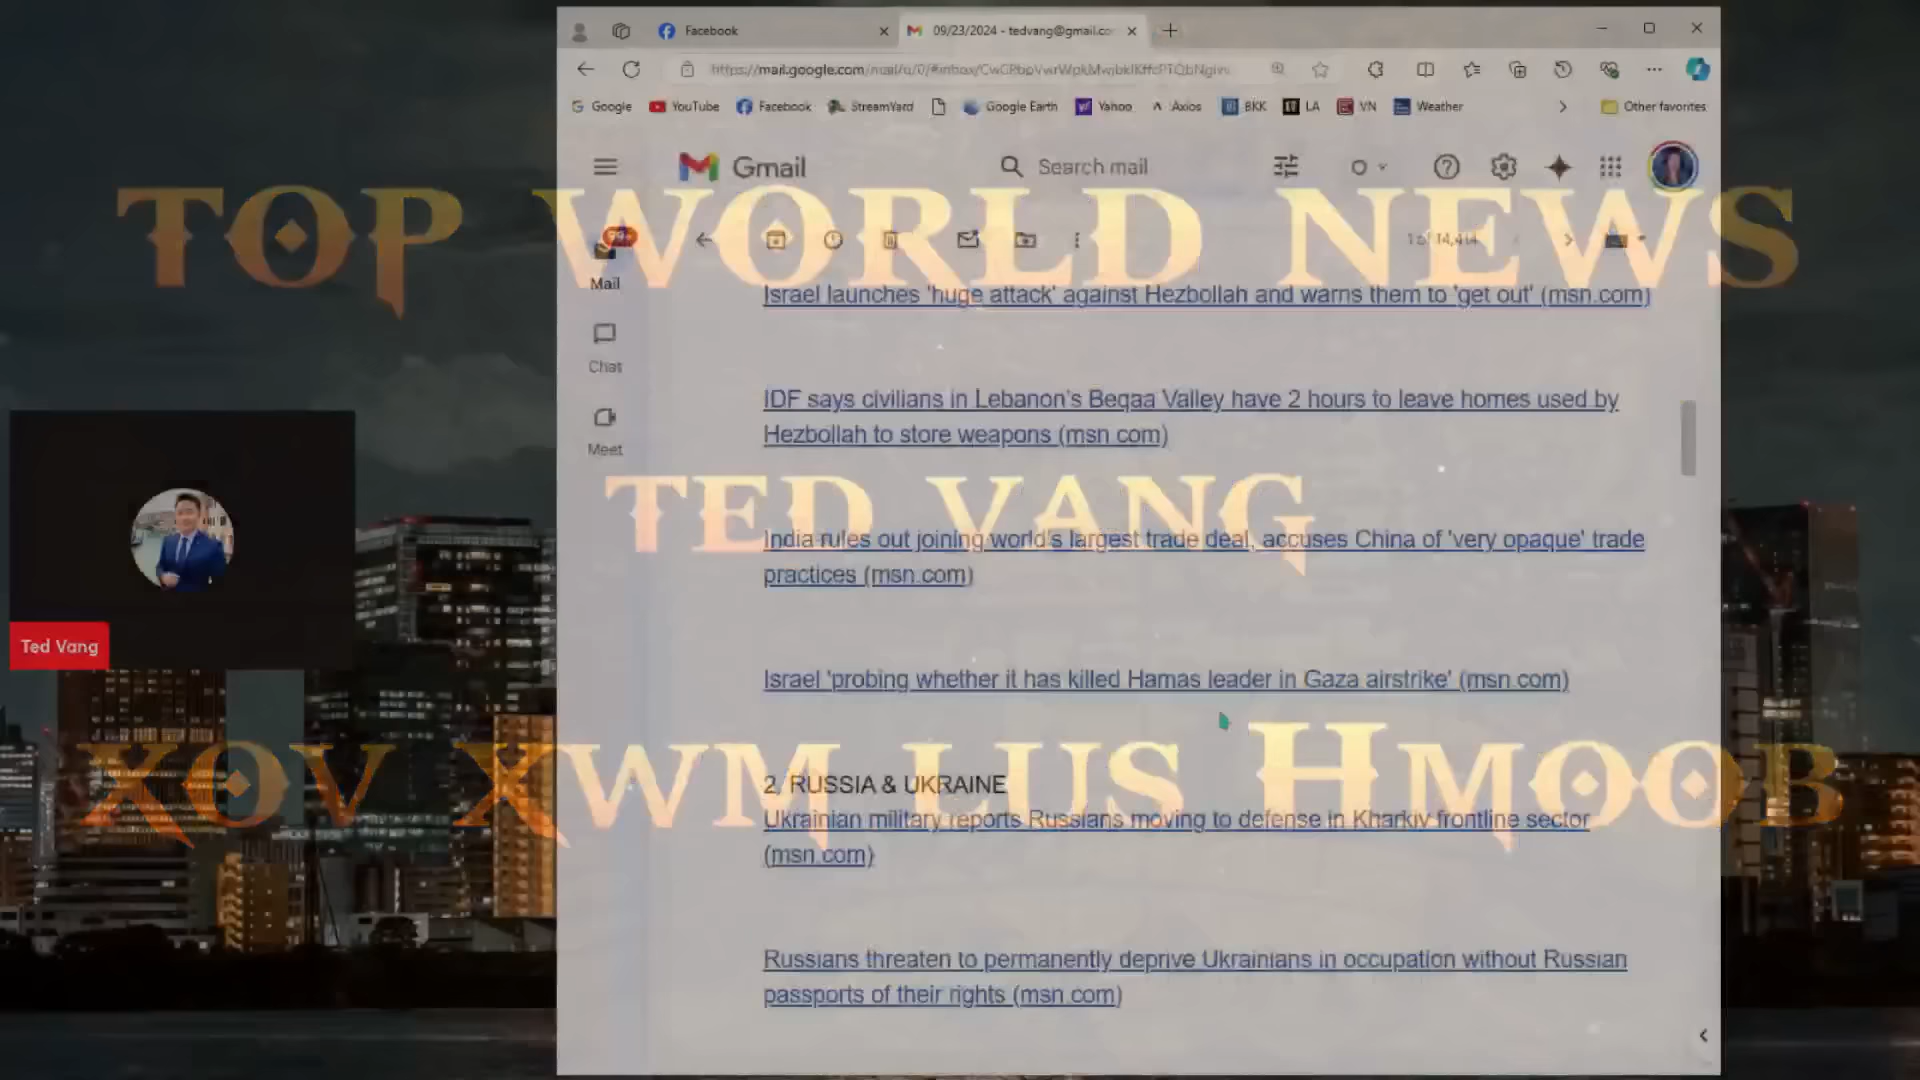 Facebook
09/23/2024 - tedvang@gmail.co
Google
YouTube
Facebook
StreamYard
Google Earth
Yahoo
Axios
BKK
LA
VN
Weather
Other favorites
Gmail
Search mail
TOP WORLD NEWS
99+
Mail
Chat
Meet
1 of 14,414
Israel launches 'huge attack' against Hezbollah and warns them to 'get out' (msn.com)
IDF says civilians in Lebanon's Beqaa Valley have 2 hours to leave homes used by
Hezbollah to store weapons (msn.com)
TED VANG
India rules out joining world's largest trade deal, accuses China of 'very opaque' trade
practices (msn.com)
Ted Vang
Israel 'probing whether it has killed Hamas leader in Gaza airstrike' (msn.com)
XOV XWM LUS HMOOB
2. RUSSIA & UKRAINE
Ukrainian military reports Russians moving to defense in Kharkiv frontline sector
(msn.com)
Russians threaten to permanently deprive Ukrainians in occupation without Russian
passports of their rights (msn.com)